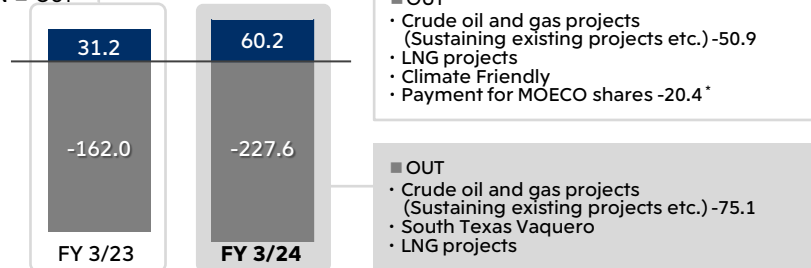 OUT
31.2
-162.0
FY 3/23
60.2
-227.6
FY 3/24
■OUT
・Crude oil and gas projects
(Sustaining existing projects etc.) -50.9
・LNG projects
・Climate Friendly
・Payment for MOECO shares -20.4*
■OUT
・Crude oil and gas projects
(Sustaining existing projects etc.) -75.1
・South Texas Vaquero
・LNG projects